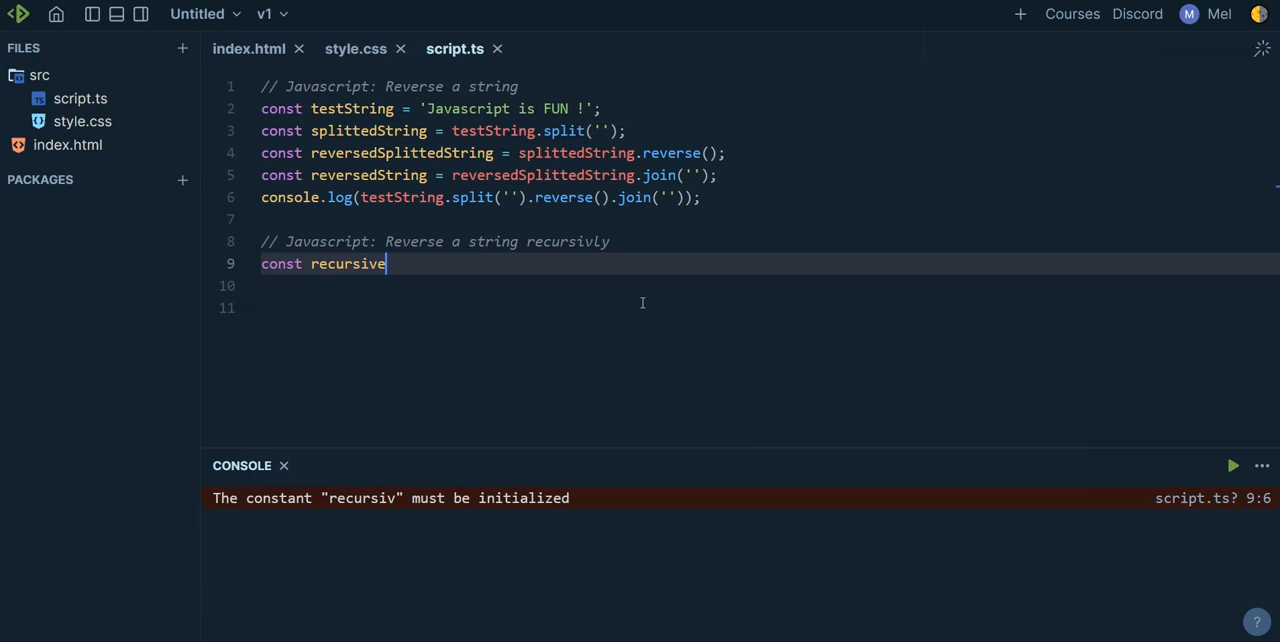 Untitled v1 + Courses Discord M Mel
FILES +
src
TS script.ts
style.css
index.html
PACKAGES +
index.html × style.css × script.ts ×
1 // Javascript: Reverse a string
2 const testString = 'Javascript is FUN !';
3 const splittedString = testString.split('');
4 const reversedSplittedString = splittedString.reverse();
5 const reversedString = reversedSplittedString.join('');
6 console.log(testString.split('').reverse().join(''));
7
8 // Javascript: Reverse a string recursivly
9 const recursive
10
11
CONSOLE ×
The constant "recursiv" must be initialized script.ts? 9:6
?